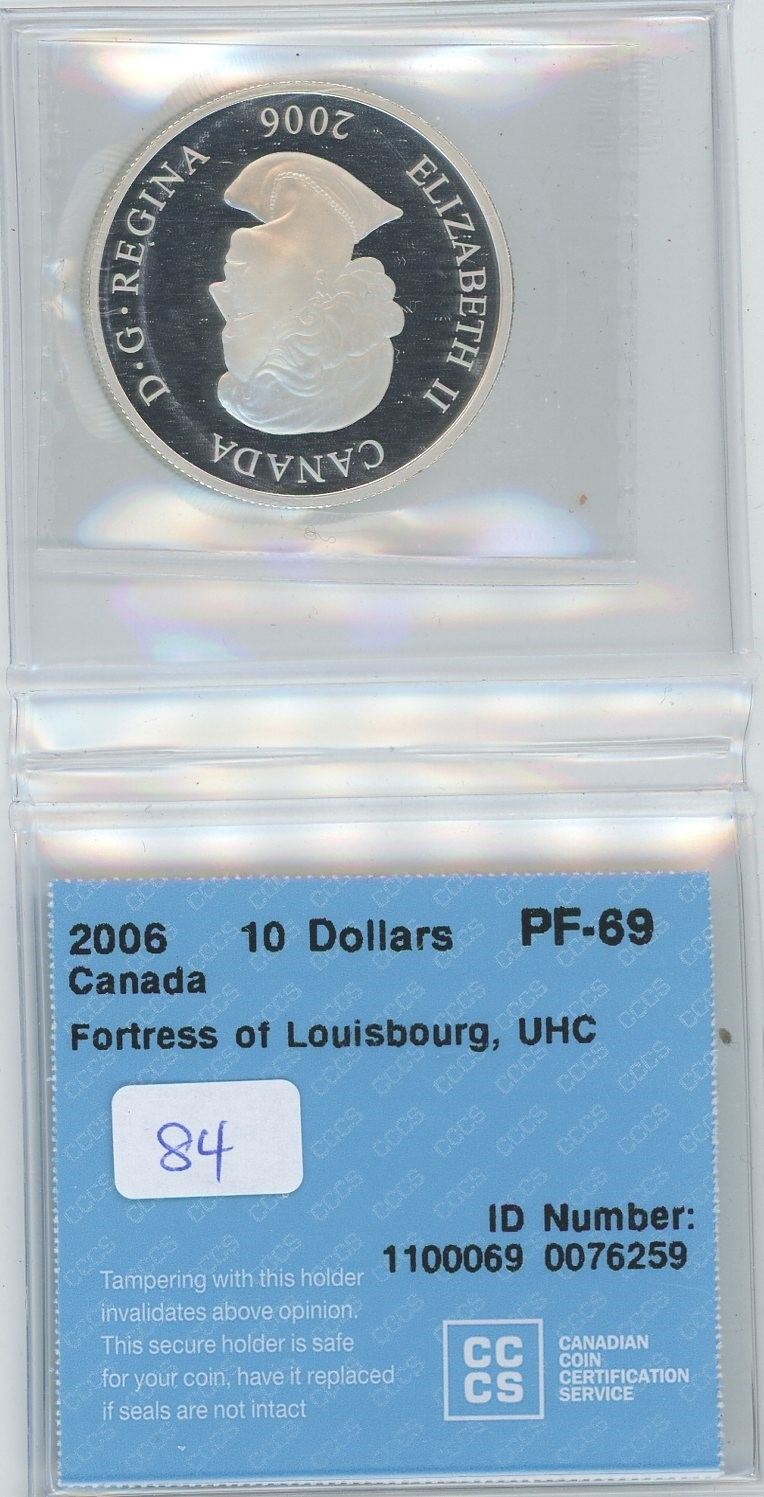 CANADA
ELIZABETH II
D·G·REGINA
2006
2006 10 Dollars PF-69
Canada
Fortress of Louisbourg, UHC
84
ID Number:
1100069 0076259
Tampering with this holder
invalidates above opinion.
This secure holder is safe
for your coin, have it replaced
if seals are not intact
CC
CS
CANADIAN
COIN
CERTIFICATION
SERVICE